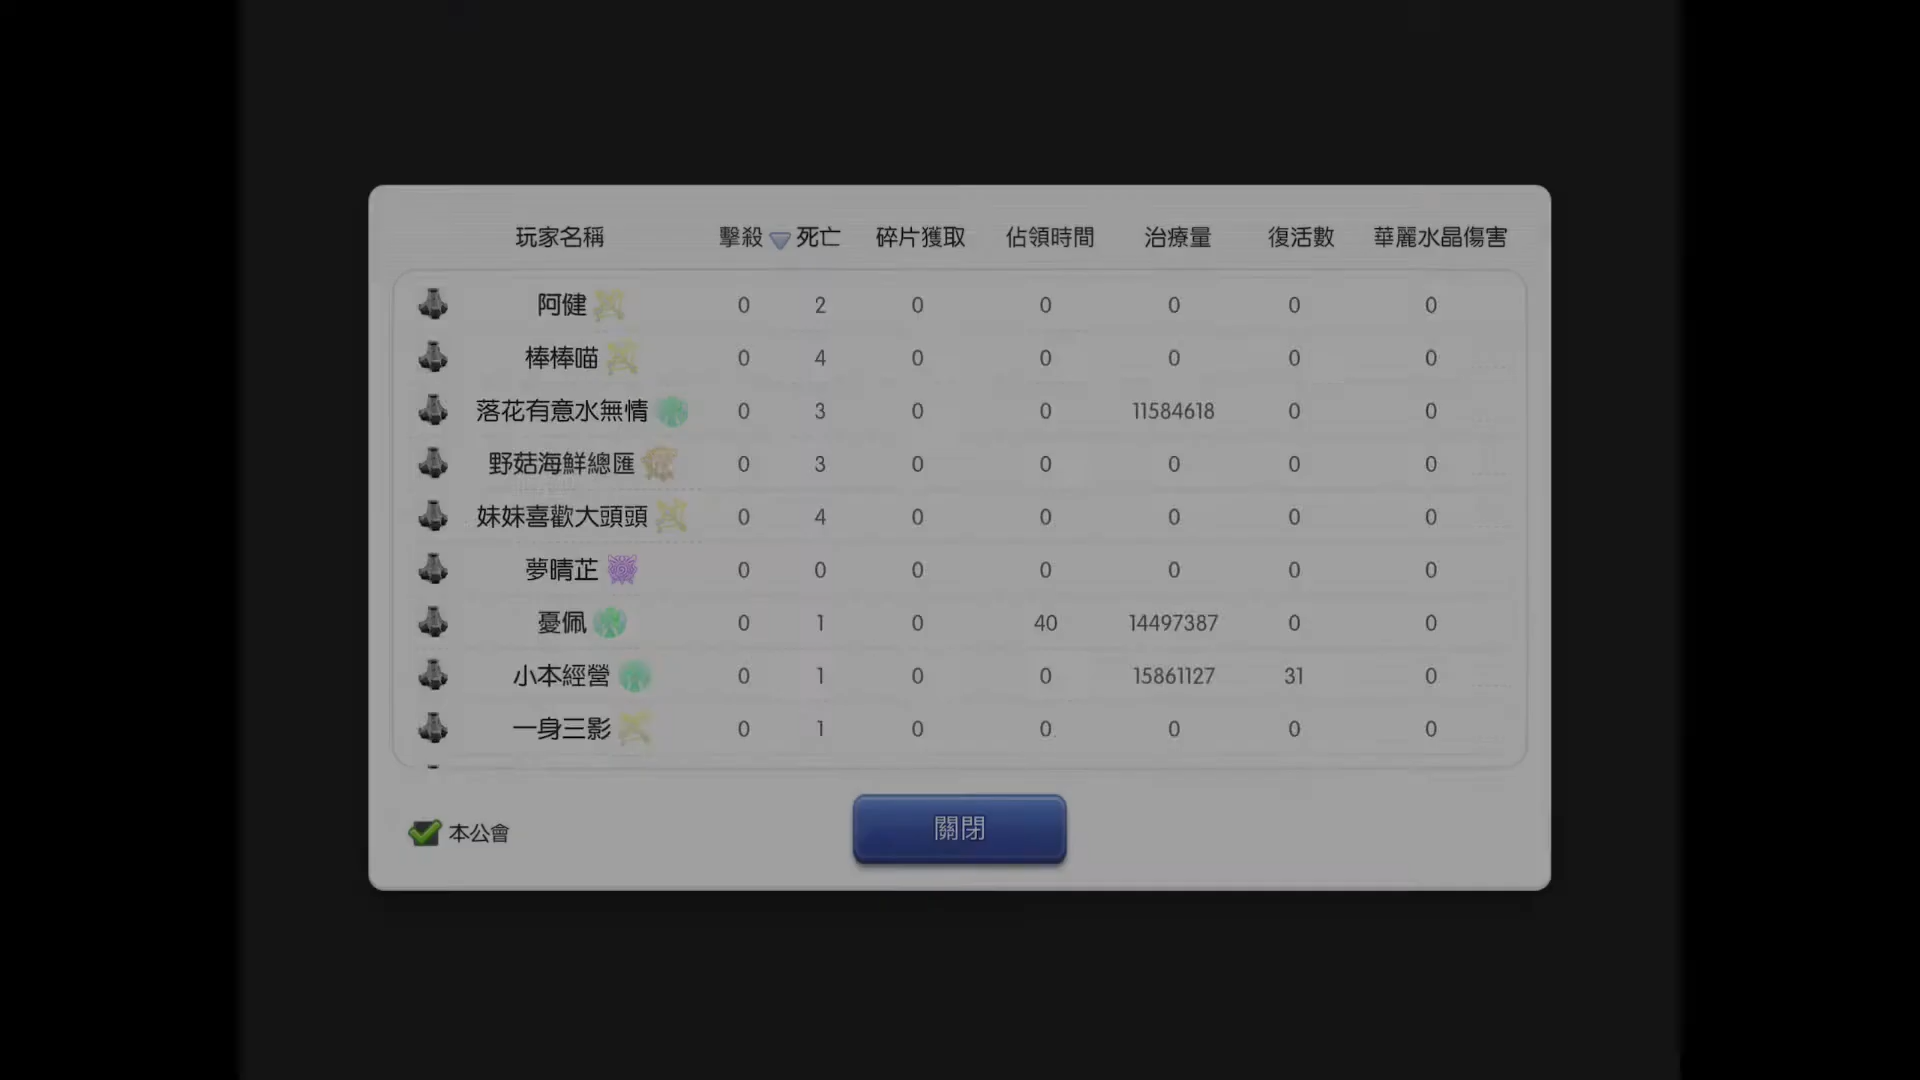 玩家名稱 擊殺 死亡 碎片獲取 佔領時間 治療量 復活數 華麗水晶傷害
阿健 0 2 0 0 0 0 0
棒棒喵 0 4 0 0 0 0 0
落花有意水無情 0 3 0 0 11584618 0 0
野菇海鮮總匯 0 3 0 0 0 0 0
妹妹喜歡大頭頭 0 4 0 0 0 0 0
夢晴芷 0 0 0 0 0 0 0
憂佩 0 1 0 40 14497387 0 0
小本經營 0 1 0 0 15861127 31 0
一身三影 0 1 0 0 0 0 0
本公會
關閉